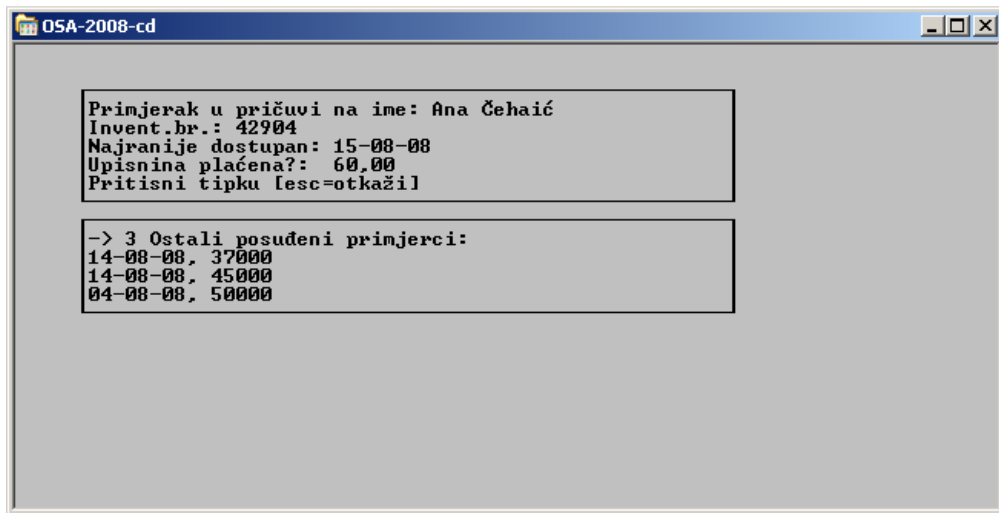 OSA-2008-cd
Primjerak u pričuvi na ime: Ana Čehaić
Invent.br.: 42904
Najranije dostupan: 15-08-08
Upisnina plaćena?:  60,00
Pritisni tipku [esc=otkaži]
-> 3 Ostali posuđeni primjerci:
14-08-08, 37000
14-08-08, 45000
04-08-08, 50000